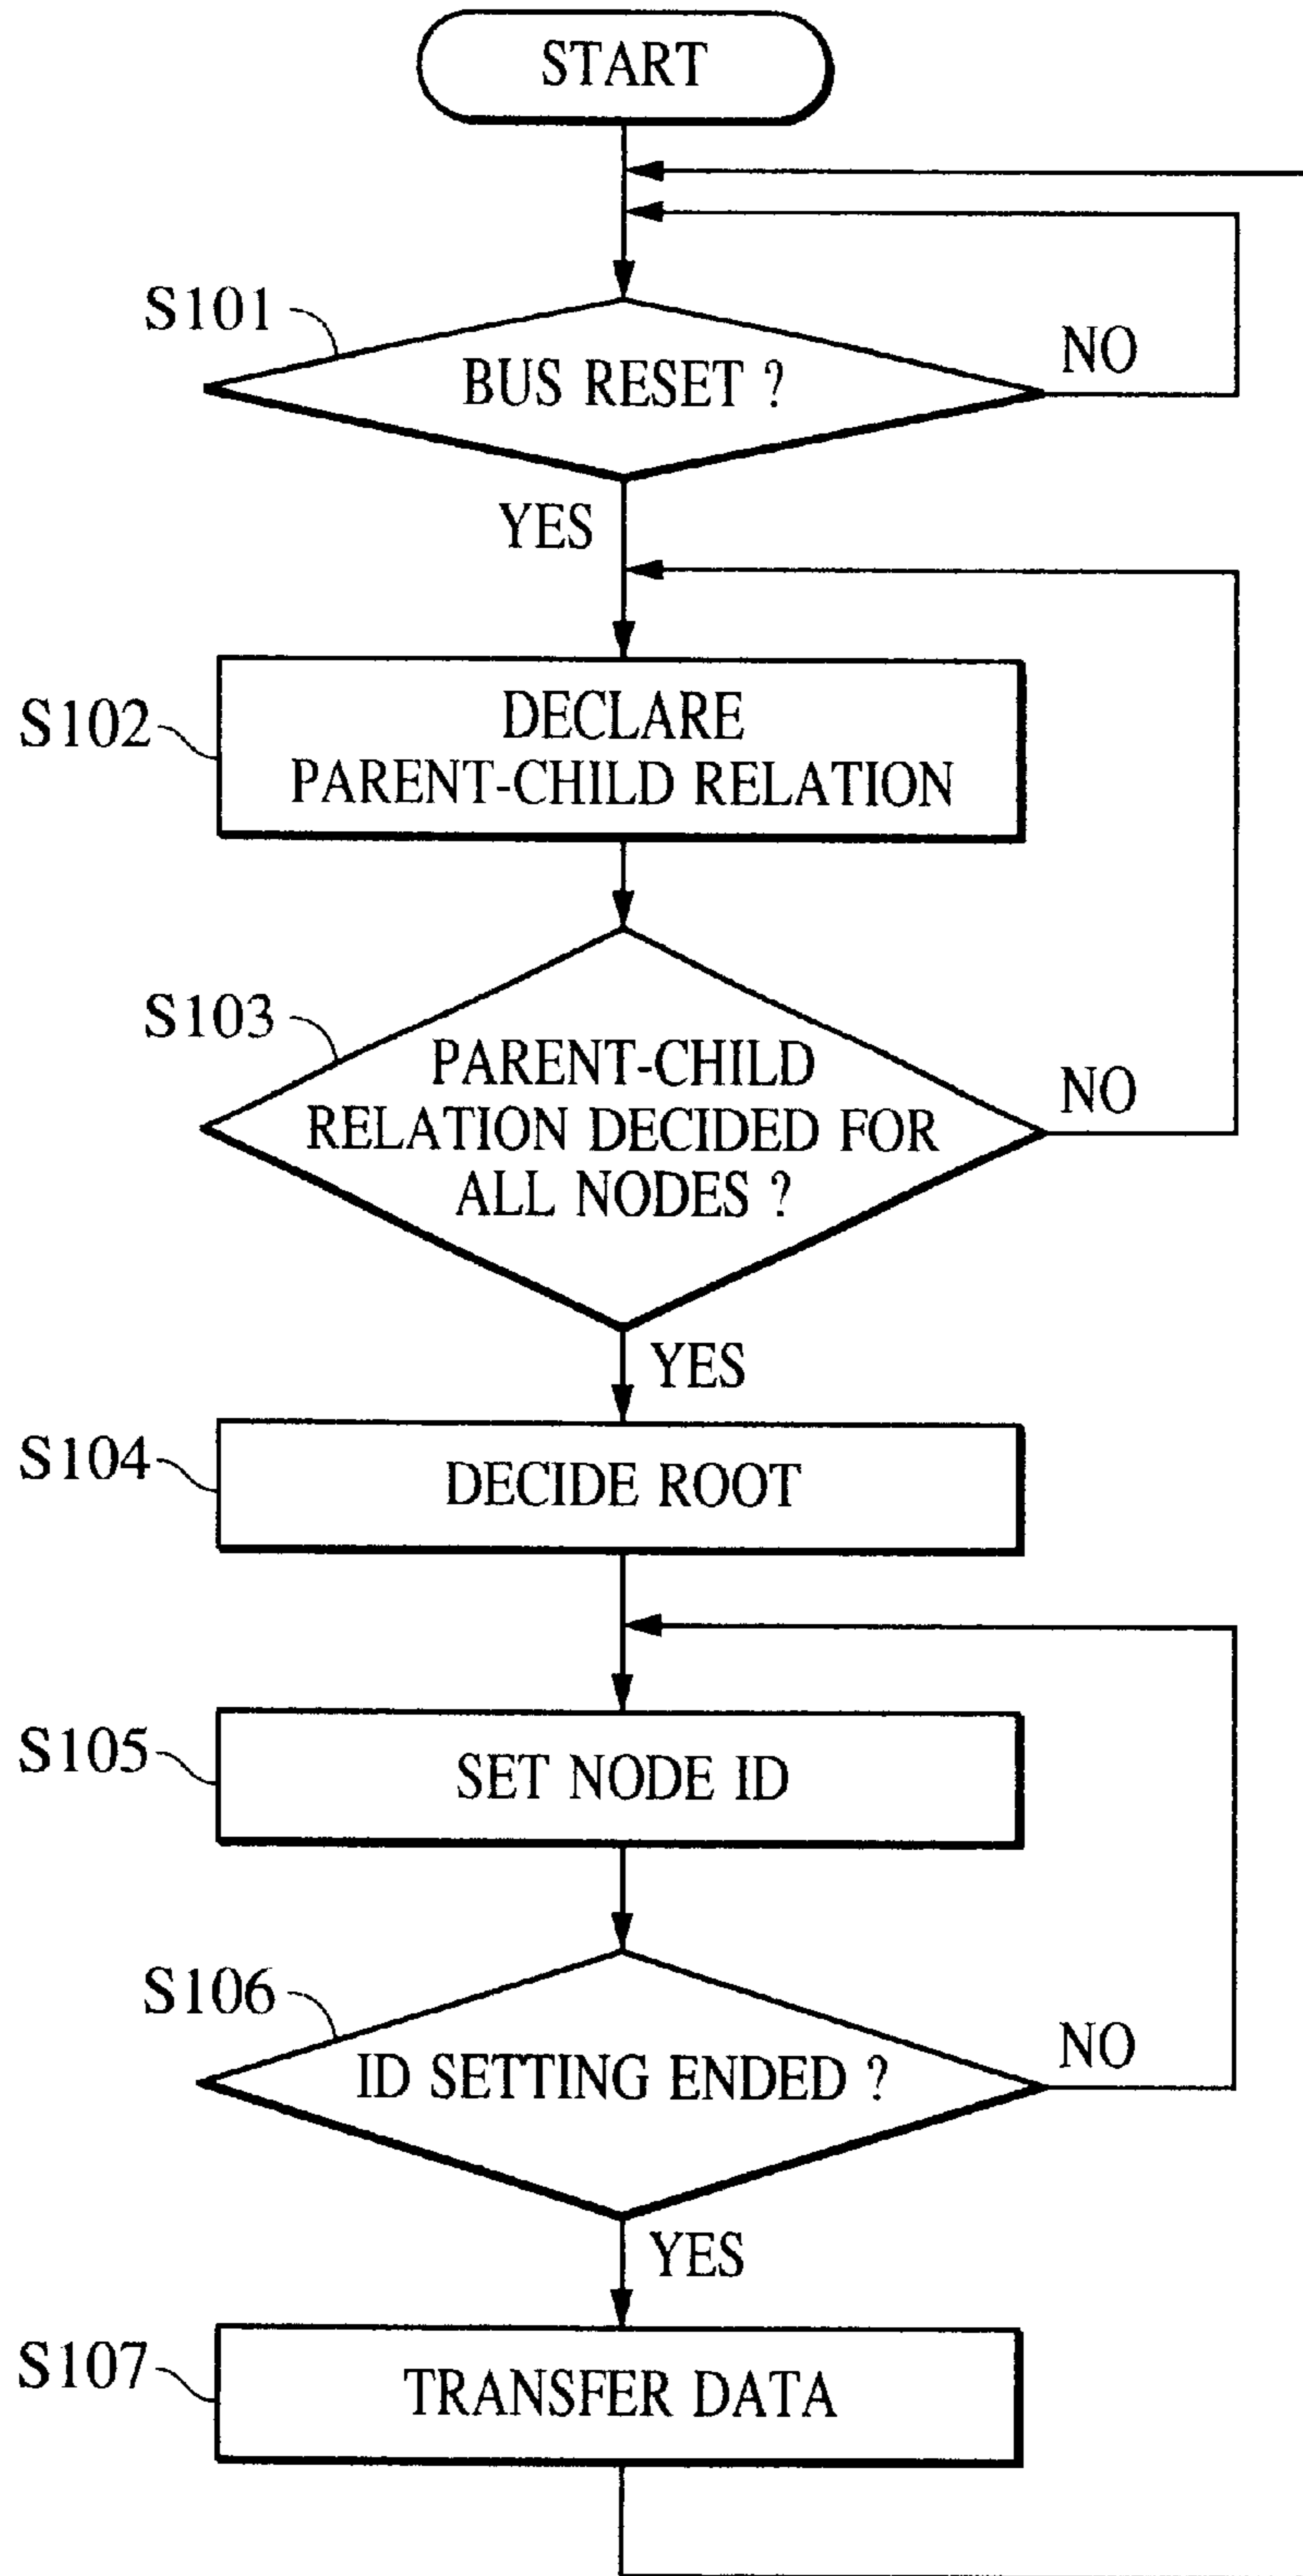 START
S101
BUS RESET ?
NO
YES
S102
DECLARE
PARENT-CHILD RELATION
S103
PARENT-CHILD
RELATION DECIDED FOR
ALL NODES ?
NO
YES
S104
DECIDE ROOT
S105
SET NODE ID
S106
ID SETTING ENDED ?
NO
YES
S107
TRANSFER DATA